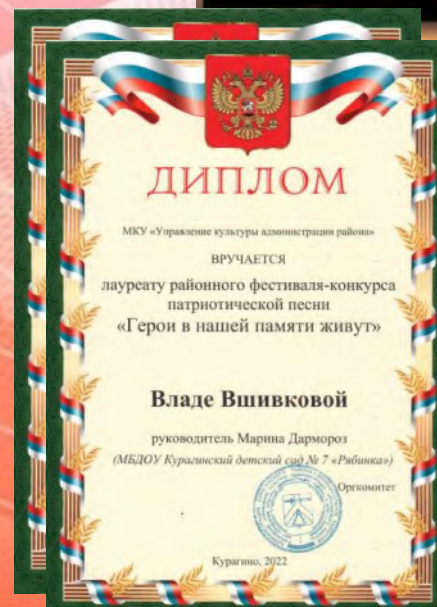 ДИПЛОМ
МКУ «Управление культуры администрации района»
ВРУЧАЕТСЯ
лауреату районного фестиваля-конкурса
патриотической песни
«Герои в нашей памяти живут»
Владе Вшивковой
руководитель Марина Дармороз
(МБДОУ Курагинский детский сад № 7 «Рябинка»)
Оргкомитет
Курагино, 2022